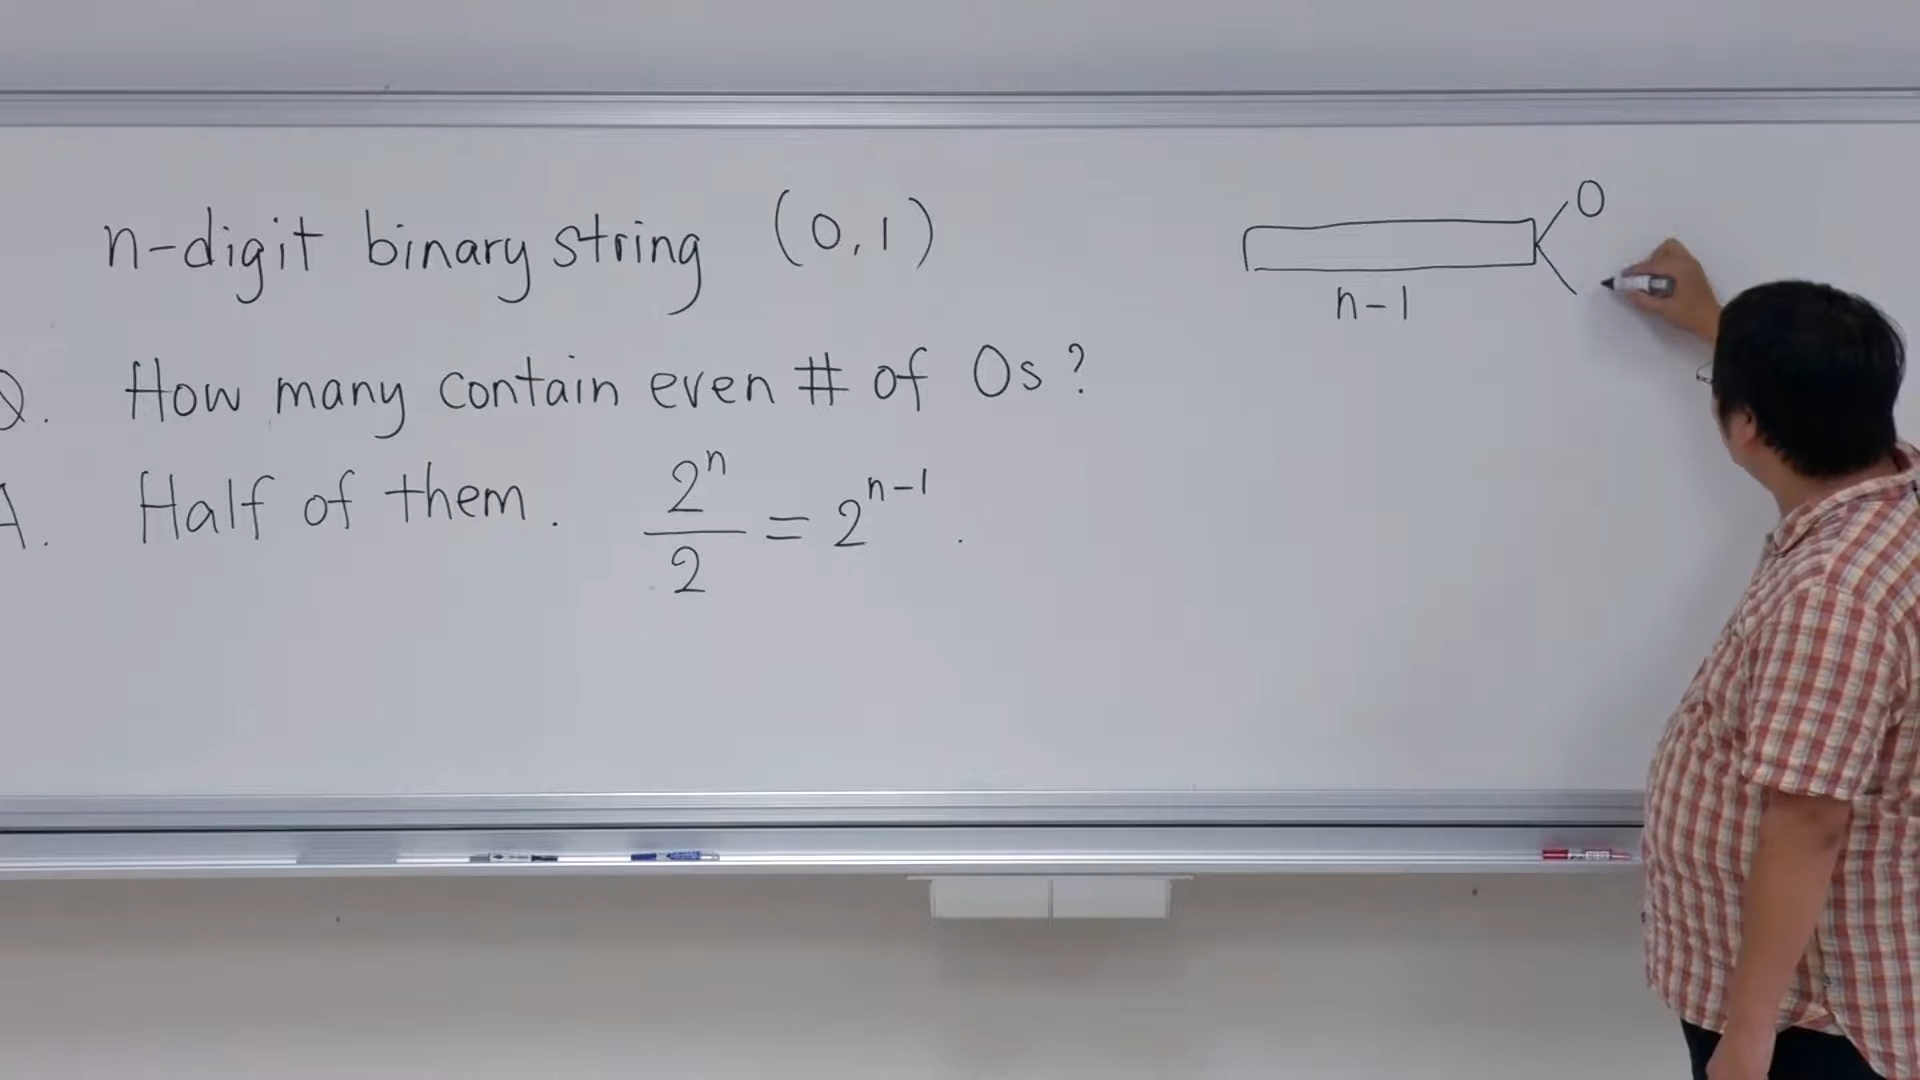 n-digit binary string (0,1)
Q. How many contain even # of 0s?
A. Half of them. 2^n/2 = 2^{n-1}.
0
n-1